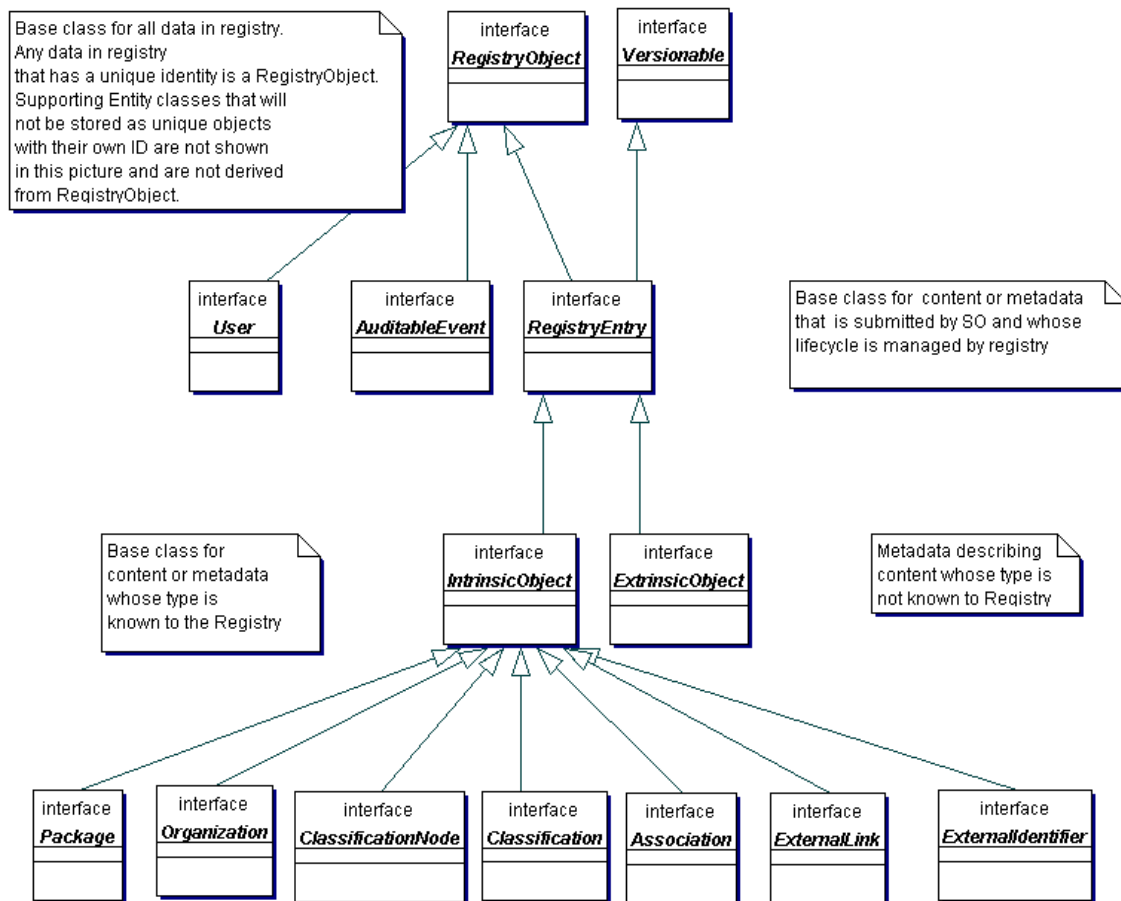 Base class for all data in registry.
Any data in registry
that has a unique identity is a RegistryObject.
Supporting Entity classes that will
not be stored as unique objects
with their own ID are not shown
in this picture and are not derived
from RegistryObject.
interface
RegistryObject
interface
Versionable
interface
User
interface
AuditableEvent
interface
RegistryEntry
Base class for content or metadata
that is submitted by SO and whose
lifecycle is managed by registry
Base class for
content or metadata
whose type is
known to the Registry
interface
IntrinsicObject
interface
ExtrinsicObject
Metadata describing
content whose type is
not known to Registry
interface
Package
interface
Organization
interface
ClassificationNode
interface
Classification
interface
Association
interface
ExternalLink
interface
ExternalIdentifier